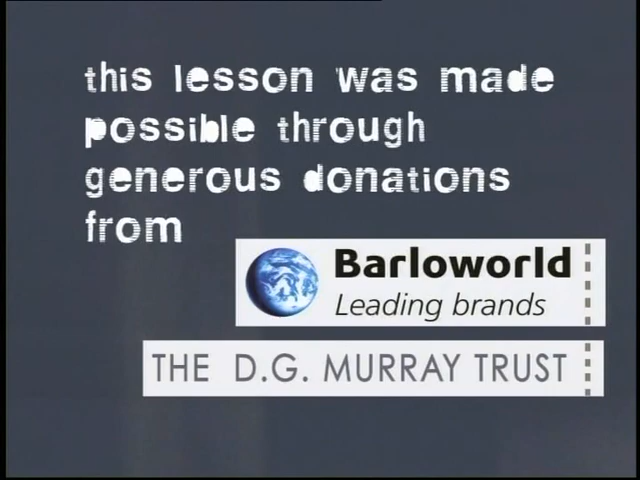 this lesson was made
possible through
generous donations
from
Barloworld
Leading brands
THE D.G. MURRAY TRUST